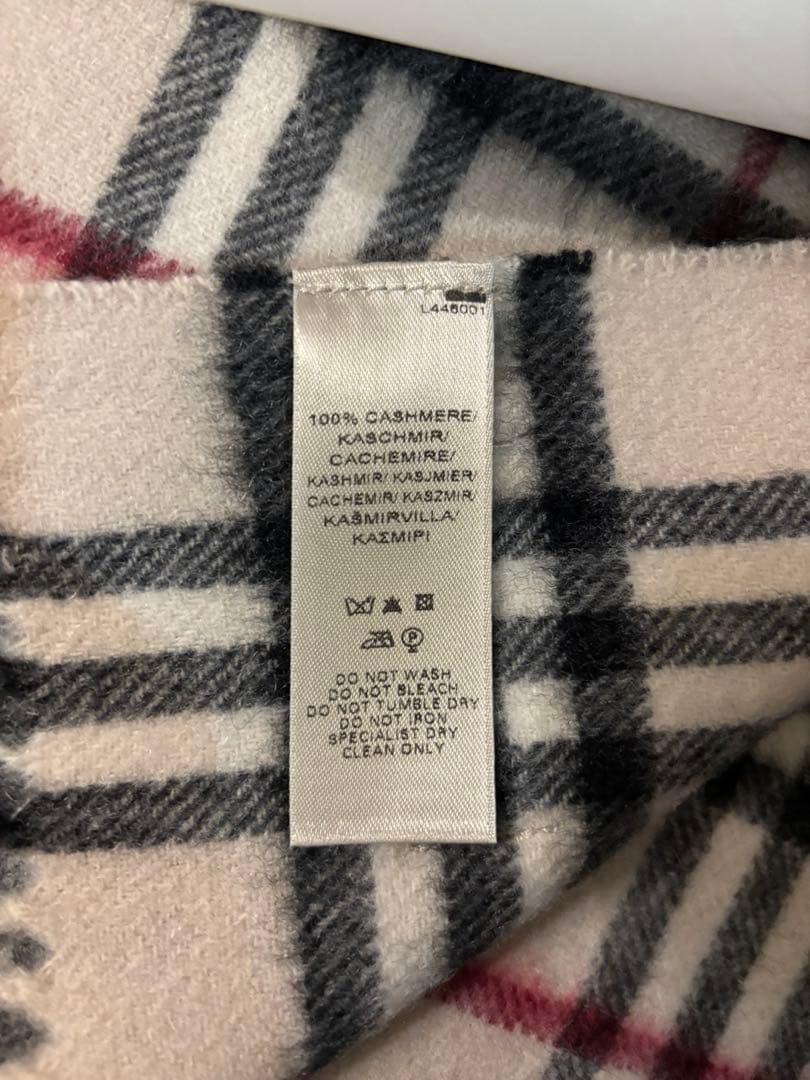 L446001
100% CASHMERE/
KASCHMIR/
CACHEMIRE/
KASHMIR/ KASJMIER/
CACHEMIR/ KASZMIR/
KAŠMIRVILLA/
ΚΑΣΜΙΡΙ
P
DO NOT WASH
DO NOT BLEACH
DO NOT TUMBLE DRY
DO NOT IRON
SPECIALIST DRY
CLEAN ONLY